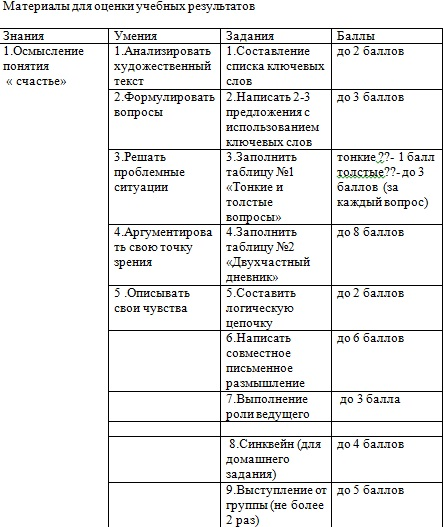 Материалы для оценки учебных результатов
Знания Умения Задания Баллы
1.Осмысление понятия « счастье» 1.Анализировать художественный текст 1.Составление списка ключевых слов до 2 баллов
2.Формулировать вопросы 2.Написать 2-3 предложения с использованием ключевых слов до 3 баллов
3.Решать проблемные ситуации 3.Заполнить таблицу №1 «Тонкие и толстые вопросы» тонкие ??- 1 балл толстые??- до 3 баллов (за каждый вопрос)
4.Аргументировать свою точку зрения 4.Заполнить таблицу №2 «Двухчастный дневник» до 8 баллов
5 .Описывать свои чувства 5.Составить логическую цепочку до 2 баллов
6.Написать совместное письменное размышление до 6 баллов
7.Выполнение роли ведущего до 3 балла
8.Синквейн (для домашнего задания) до 4 баллов
9.Выступление от группы (не более 2 раз) до 5 баллов